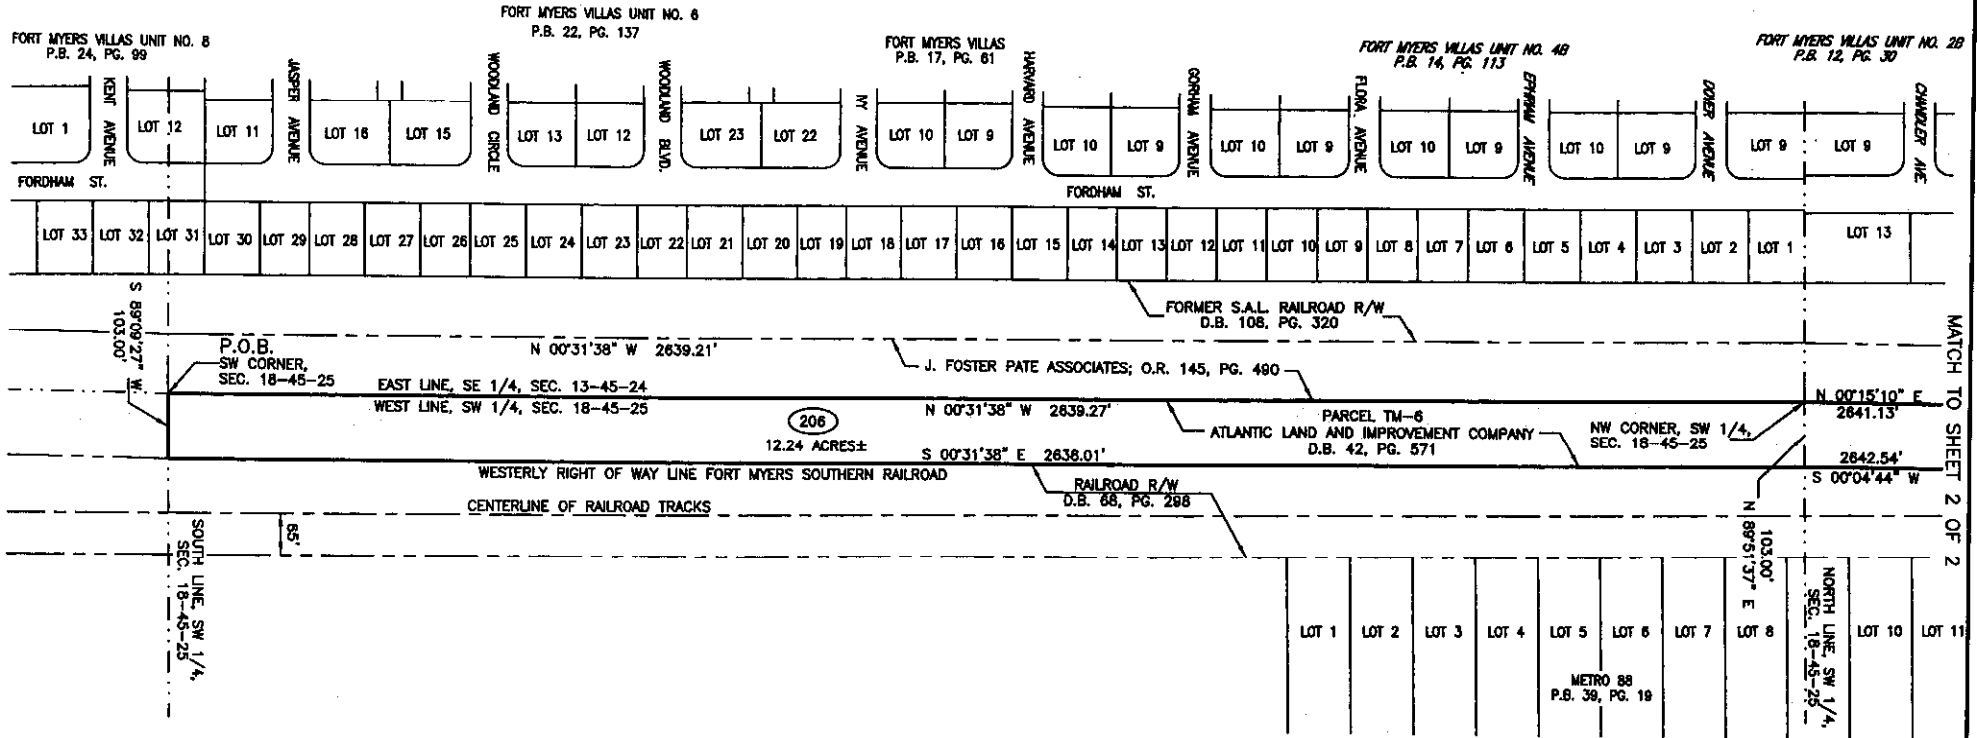 FORT MYERS VILLAS UNIT NO. 6
P.B. 22, PG. 137
FORT MYERS VILLAS UNIT NO. 8
P.B. 24, PG. 99
FORT MYERS VILLAS
P.B. 17, PG. 61
FORT MYERS VILLAS UNIT NO. 4B
P.B. 14, PG. 113
FORT MYERS VILLAS UNIT NO. 2B
P.B. 12, PG. 30
KENT AVENUE
JASPER AVENUE
WOODLAND CIRCLE
WOODLAND BLVD.
IVY AVENUE
HARVARD AVENUE
GORHAM AVENUE
FLORA AVENUE
EPHRAIM AVENUE
DOVER AVENUE
CHANDLER AVE.
LOT 1
LOT 12
LOT 11
LOT 16
LOT 15
LOT 13
LOT 12
LOT 23
LOT 22
LOT 10
LOT 9
LOT 10
LOT 9
LOT 10
LOT 9
LOT 10
LOT 9
LOT 10
LOT 9
LOT 9
LOT 9
FORDHAM ST.
FORDHAM ST.
LOT 33
LOT 32
LOT 31
LOT 30
LOT 29
LOT 28
LOT 27
LOT 26
LOT 25
LOT 24
LOT 23
LOT 22
LOT 21
LOT 20
LOT 19
LOT 18
LOT 17
LOT 16
LOT 15
LOT 14
LOT 13
LOT 12
LOT 11
LOT 10
LOT 9
LOT 8
LOT 7
LOT 6
LOT 5
LOT 4
LOT 3
LOT 2
LOT 1
LOT 13
S 89°09'27" W
103.00'
FORMER S.A.L. RAILROAD R/W
D.B. 108, PG. 320
P.O.B.
SW CORNER,
SEC. 18-45-25
N 00°31'38" W 2639.21'
J. FOSTER PATE ASSOCIATES; O.R. 145, PG. 490
EAST LINE, SE 1/4, SEC. 13-45-24
WEST LINE, SW 1/4, SEC. 18-45-25
N 00°31'38" W 2639.27'
206
12.24 ACRES±
PARCEL TM-6
ATLANTIC LAND AND IMPROVEMENT COMPANY
D.B. 42, PG. 571
NW CORNER, SW 1/4,
SEC. 18-45-25
N 00°15'10" E
2641.13'
S 00°31'38" E 2638.01'
2642.54'
S 00°04'44" W
WESTERLY RIGHT OF WAY LINE FORT MYERS SOUTHERN RAILROAD
RAILROAD R/W
D.B. 68, PG. 298
CENTERLINE OF RAILROAD TRACKS
65'
SOUTH LINE, SW 1/4,
SEC. 18-45-25
103.00'
N 89°51'37" E
NORTH LINE, SW 1/4,
SEC. 18-45-25
MATCH TO SHEET 2 OF 2
LOT 1
LOT 2
LOT 3
LOT 4
LOT 5
LOT 6
LOT 7
LOT 8
LOT 10
LOT 11
METRO 88
P.B. 39, PG. 19